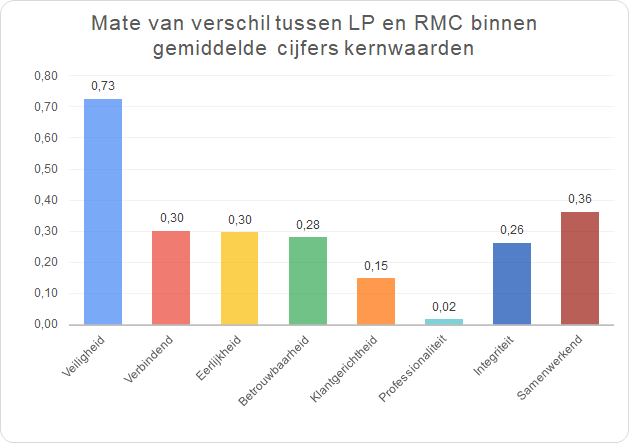 Mate van verschil tussen LP en RMC binnen
gemiddelde cijfers kernwaarden
0,80
0,70
0,60
0,50
0,40
0,30
0,20
0,10
0,00
0,73
0,30
0,30
0,28
0,15
0,02
0,26
0,36
Veiligheid
Verbindend
Eerlijkheid
Betrouwbaarheid
Klantgerichtheid
Professionaliteit
Integriteit
Samenwerkend